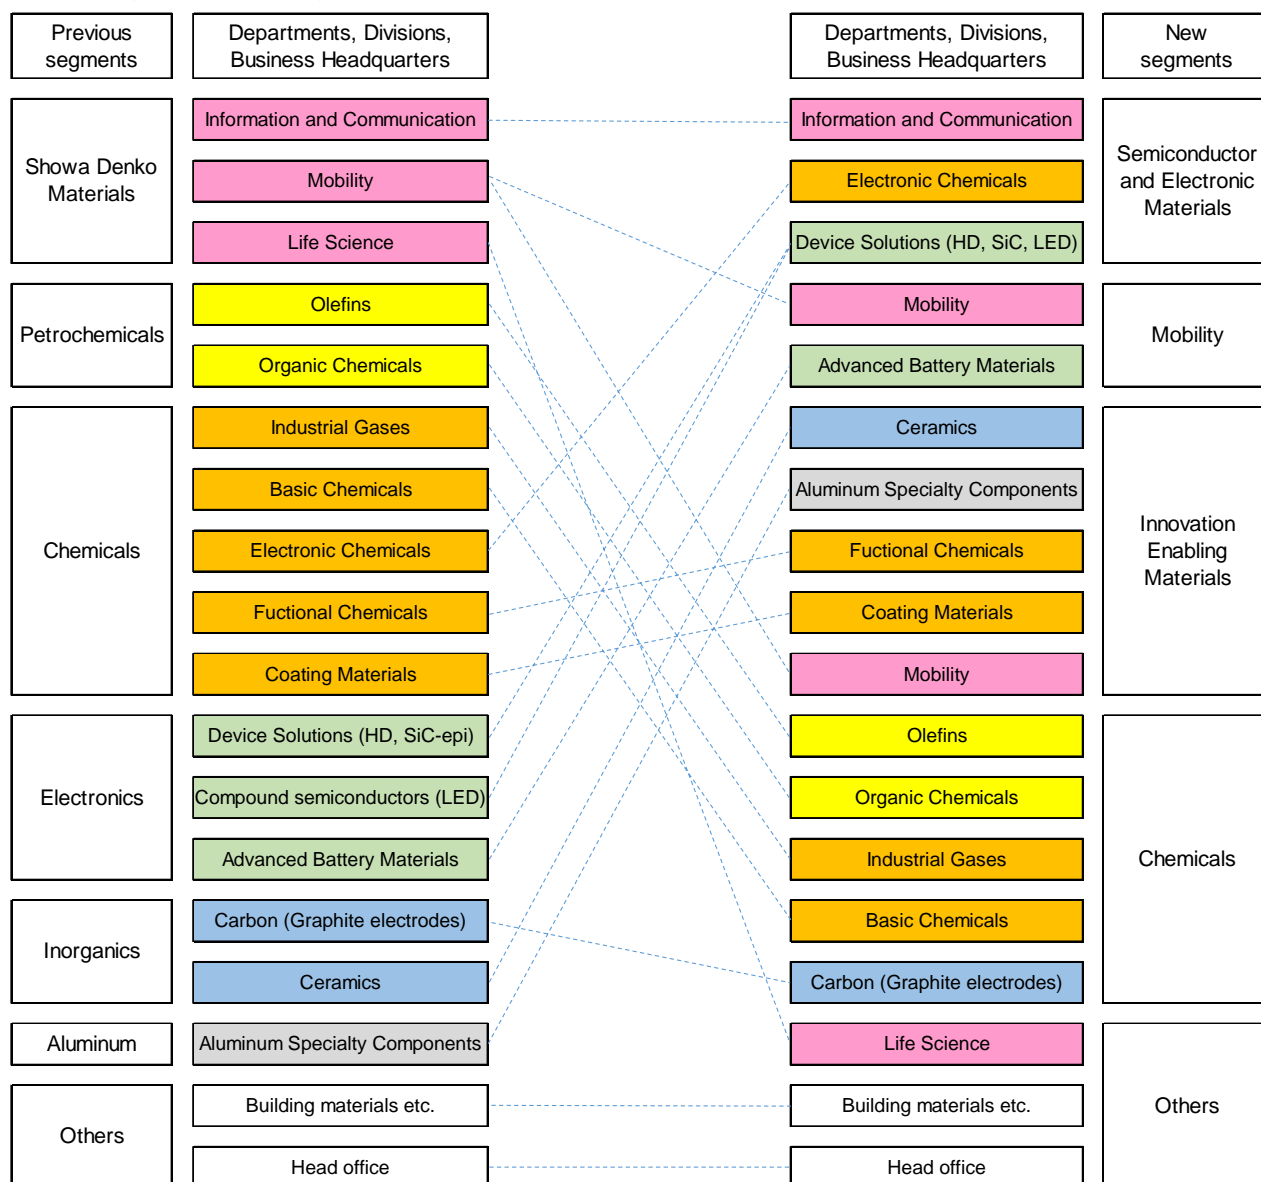 Previous
segments
Departments, Divisions,
Business Headquarters
Departments, Divisions,
Business Headquarters
New
segments
Showa Denko
Materials
Information and Communication
Mobility
Life Science
Information and Communication
Electronic Chemicals
Device Solutions (HD, SiC, LED)
Semiconductor
and Electronic
Materials
Petrochemicals
Olefins
Organic Chemicals
Mobility
Advanced Battery Materials
Mobility
Chemicals
Industrial Gases
Basic Chemicals
Electronic Chemicals
Fuctional Chemicals
Coating Materials
Ceramics
Aluminum Specialty Components
Fuctional Chemicals
Coating Materials
Mobility
Innovation
Enabling
Materials
Electronics
Device Solutions (HD, SiC-epi)
Compound semiconductors (LED)
Advanced Battery Materials
Olefins
Organic Chemicals
Industrial Gases
Basic Chemicals
Carbon (Graphite electrodes)
Chemicals
Inorganics
Carbon (Graphite electrodes)
Ceramics
Aluminum
Aluminum Specialty Components
Life Science
Building materials etc.
Head office
Others
Others
Building materials etc.
Head office